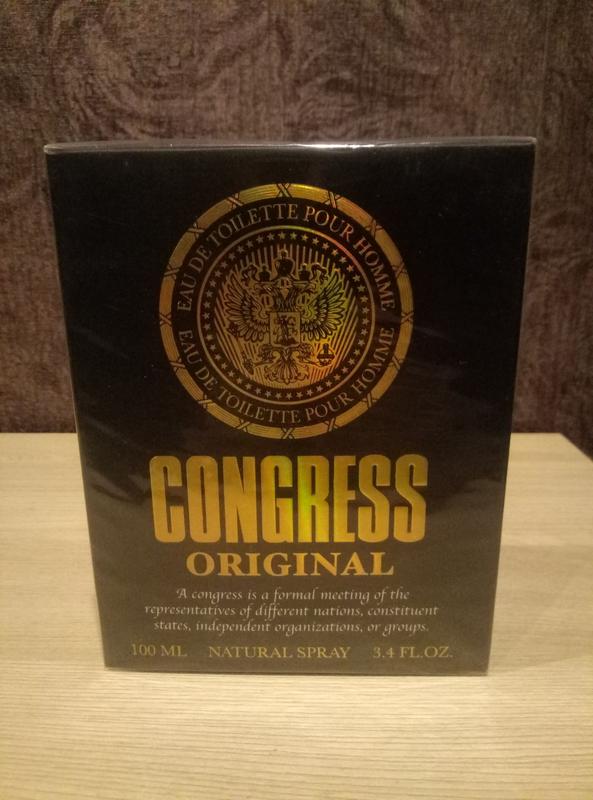 EAU DE TOILETTE POUR HOMME
EAU DE TOILETTE POUR HOMME
CONGRESS
ORIGINAL
A congress is a formal meeting of the
representatives of different nations, constituent
states, independent organizations, or groups.
100 ML NATURAL SPRAY 3.4 FL.OZ.